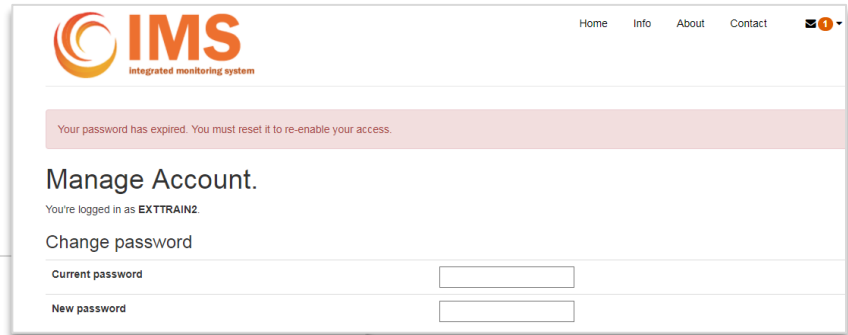 IMS
integrated monitoring system
Home Info About Contact 1
Your password has expired. You must reset it to re-enable your access.
Manage Account.
You're logged in as EXTTRAIN2.
Change password
Current password
New password